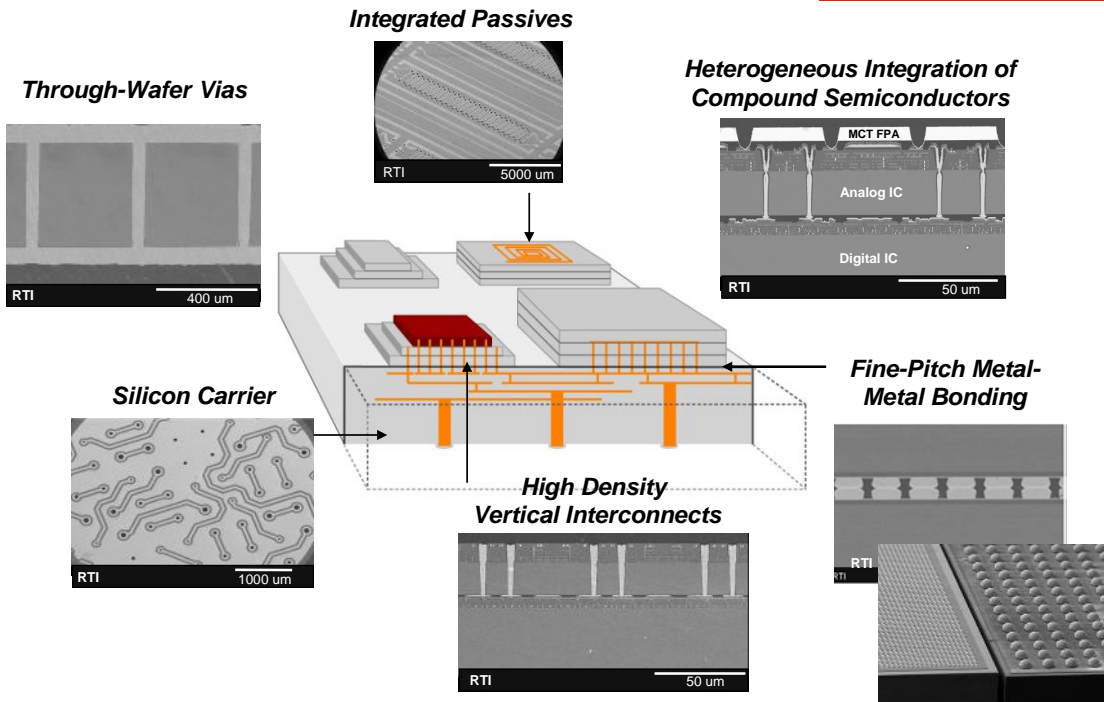 Integrated Passives
RTI
5000 um
Through-Wafer Vias
RTI
400 um
Heterogeneous Integration of
Compound Semiconductors
MCT FPA
Analog IC
Digital IC
RTI
50 um
Silicon Carrier
RTI
1000 um
Fine-Pitch Metal-
Metal Bonding
RTI
RTI
High Density
Vertical Interconnects
RTI
50 um